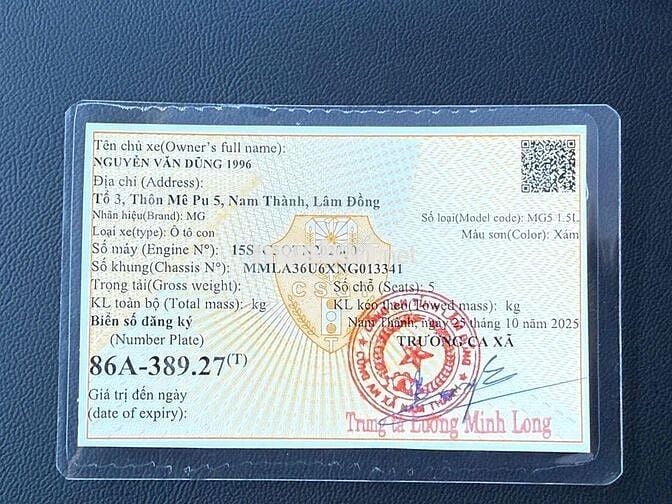 Tên chủ xe(Owner's full name):
NGUYỄN VĂN DŨNG 1996
Địa chỉ (Address):
Tổ 3, Thôn Mê Pu 5, Nam Thành, Lâm Đồng
Nhãn hiệu(Brand): MG Số loại(Model code): MG5 1.5L
Loại xe(type): Ô tô con Màu sơn(Color): Xám
Số máy (Engine N°):
Số khung(Chassis N°): MMLA36U6XNG013341
Trọng tải(Gross weight): Số chỗ (Seats): 5
KL toàn bộ (Total mass): kg KL kéo theo(Towed mass): kg
Biển số đăng ký Nam Thành, ngày 25 tháng 10 năm 2025
(Number Plate) TRƯỞNG CA XÃ
86A-389.27(T)
Giá trị đến ngày
(date of expiry): Trung tá Lương Minh Long